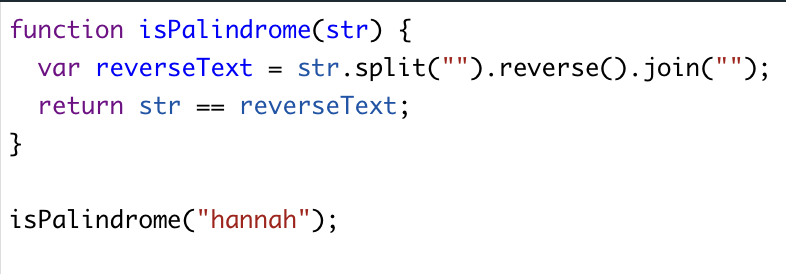 function isPalindrome(str) {
  var reverseText = str.split("").reverse().join("");
  return str == reverseText;
}

isPalindrome("hannah");